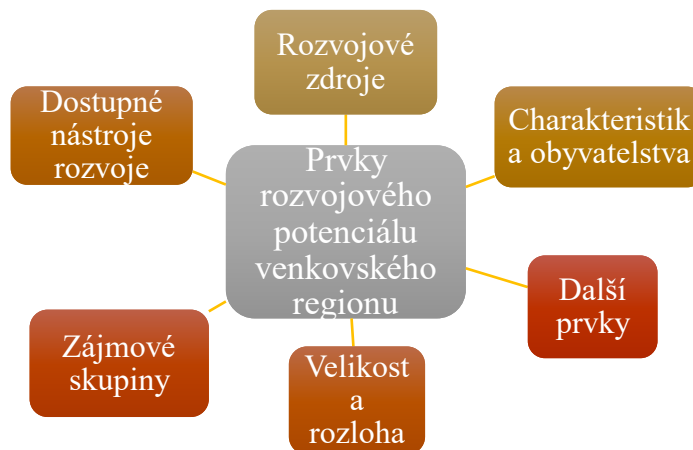 Rozvojové
zdroje
Dostupné
nástroje
rozvoje
Charakteristik
a obyvatelstva
Prvky
rozvojového
potenciálu
venkovského
regionu
Další
prvky
Zájmové
skupiny
Velikost
a
rozloha